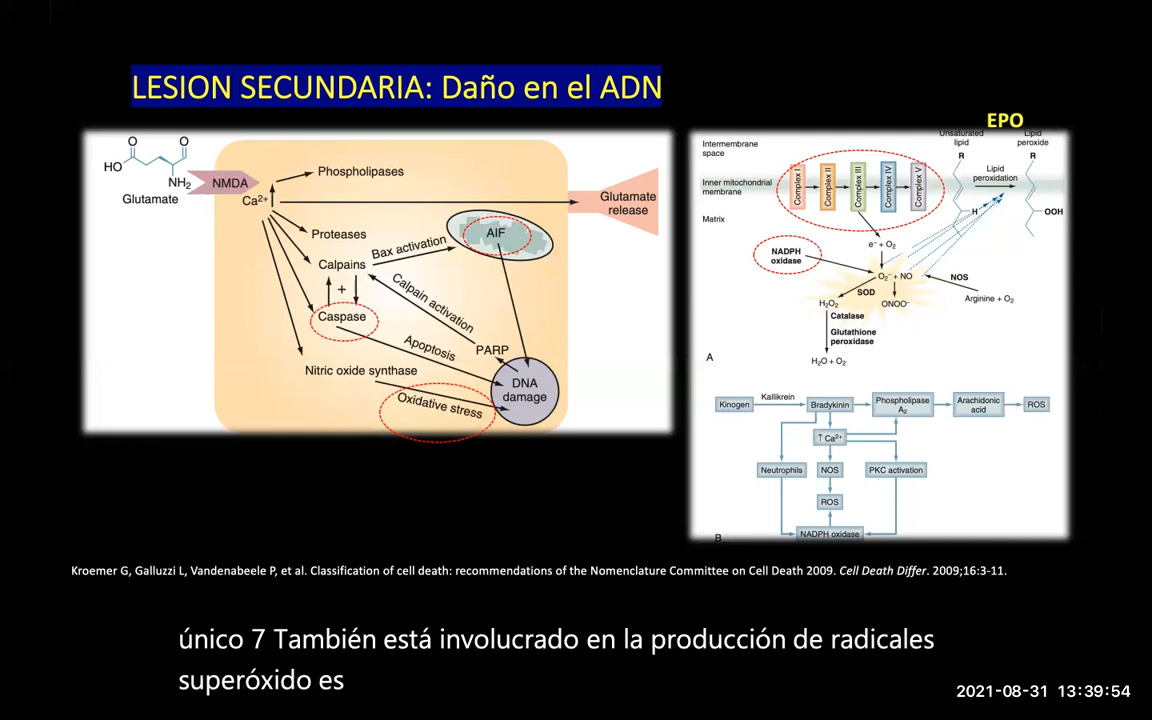 LESION SECUNDARIA: Daño en el ADN
O
O
HO
NH2
Glutamate
NMDA
Ca2+
Phospholipases
Glutamate
release
Proteases
Calpains
Bax activation
AIF
+
Calpain activation
Caspase
Apoptosis
PARP
Nitric oxide synthase
Oxidative stress
DNA
damage
EPO
Intermembrane
space
Inner mitochondrial
membrane
Matrix
Complex I
Complex II
Complex III
Complex IV
Complex V
Unsaturated
lipid
Lipid
peroxide
R
R
Lipid
peroxidation
H
OOH
e– + O2
NADPH
oxidase
O2– + NO
NOS
Arginine + O2
SOD
H2O2
ONOO–
Catalase
Glutathione
peroxidase
H2O + O2
A
Kinogen
Kallikrein
Bradykinin
Phospholipase
A2
Arachidonic
acid
ROS
↑ Ca2+
Neutrophils
NOS
PKC activation
ROS
NADPH oxidase
B
Kroemer G, Galluzzi L, Vandenabeele P, et al. Classification of cell death: recommendations of the Nomenclature Committee on Cell Death 2009. Cell Death Differ. 2009;16:3-11.
único 7 También está involucrado en la producción de radicales
superóxido es
2021-08-31 13:39:54